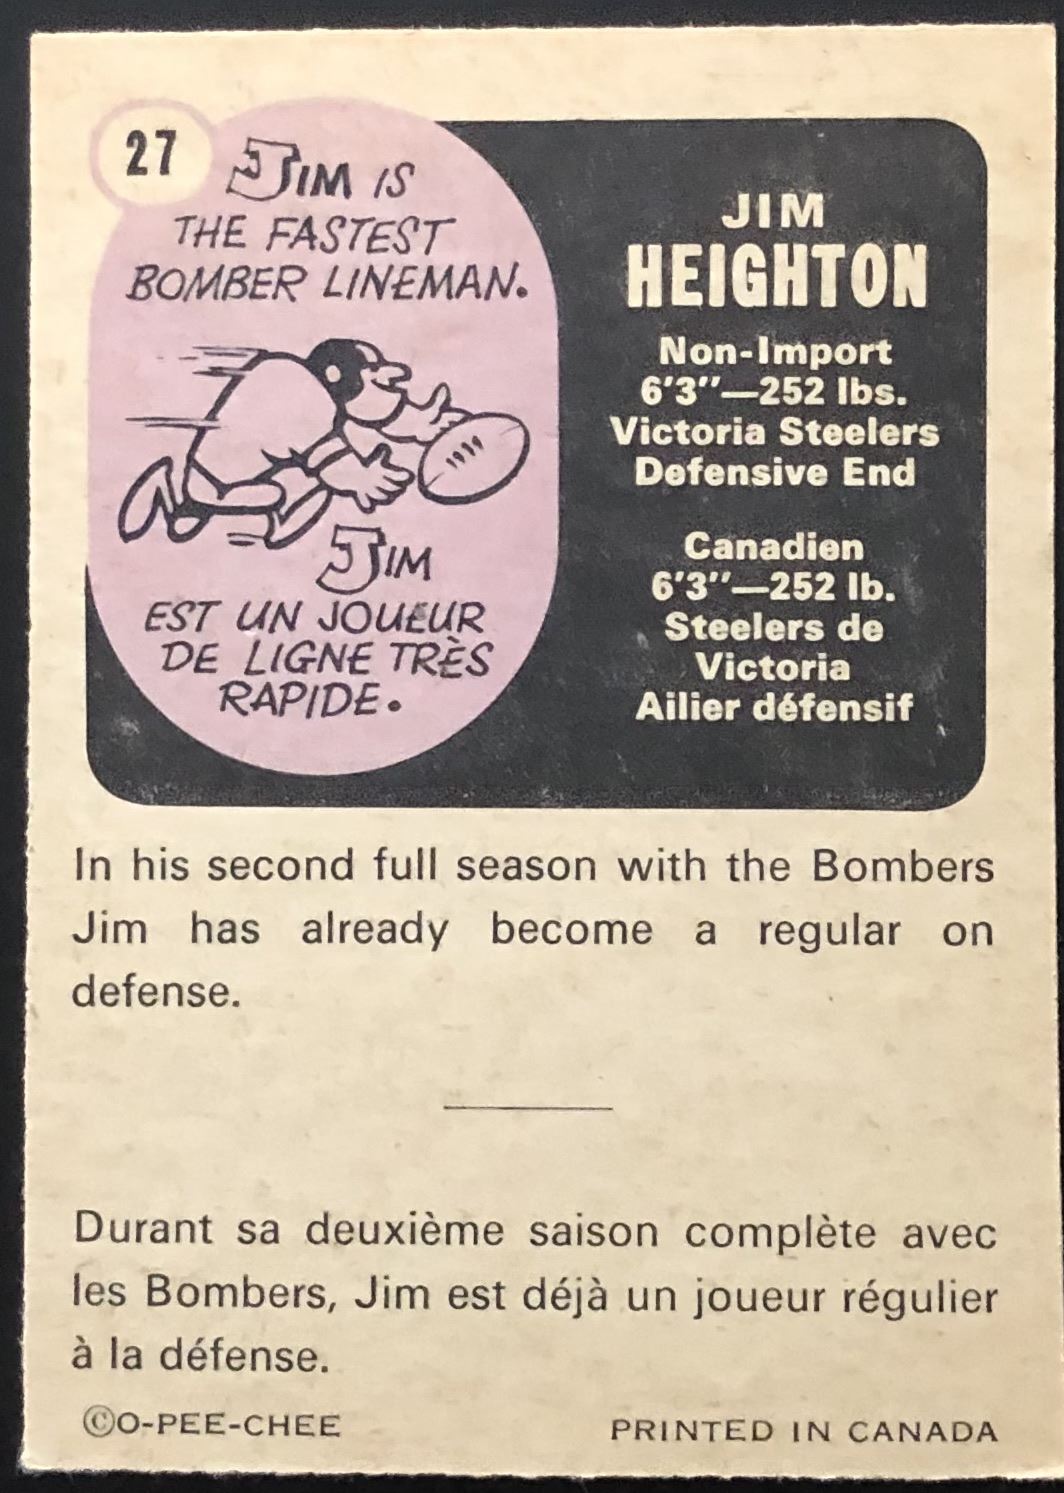 27
JIM IS
THE FASTEST
BOMBER LINEMAN.
JIM
EST UN JOUEUR
DE LIGNE TRÈS
RAPIDE.
JIM
HEIGHTON
Non-Import
6'3"—252 lbs.
Victoria Steelers
Defensive End
Canadien
6'3"—252 lb.
Steelers de
Victoria
Ailier défensif
In his second full season with the Bombers
Jim has already become a regular on
defense.
Durant sa deuxième saison complète avec
les Bombers, Jim est déjà un joueur régulier
à la défense.
©O-PEE-CHEE
PRINTED IN CANADA